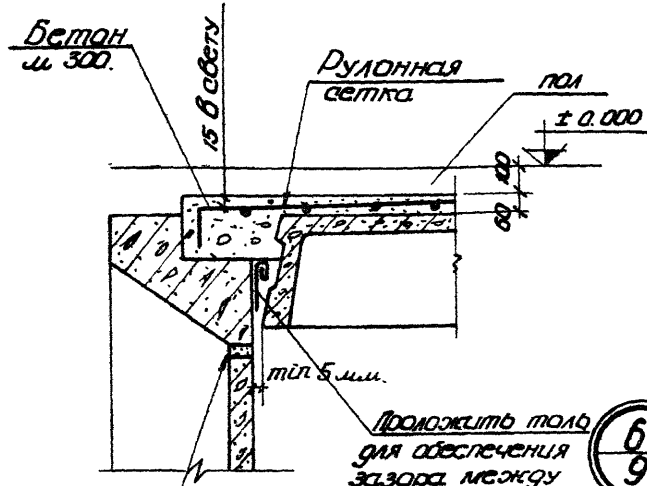 Бетон
м 300.
15 в свету
Рулонная
сетка
пол
± 0.000
100
60
min 5 мм.
Проложить толь
для обеспечения
зазора между
6
9